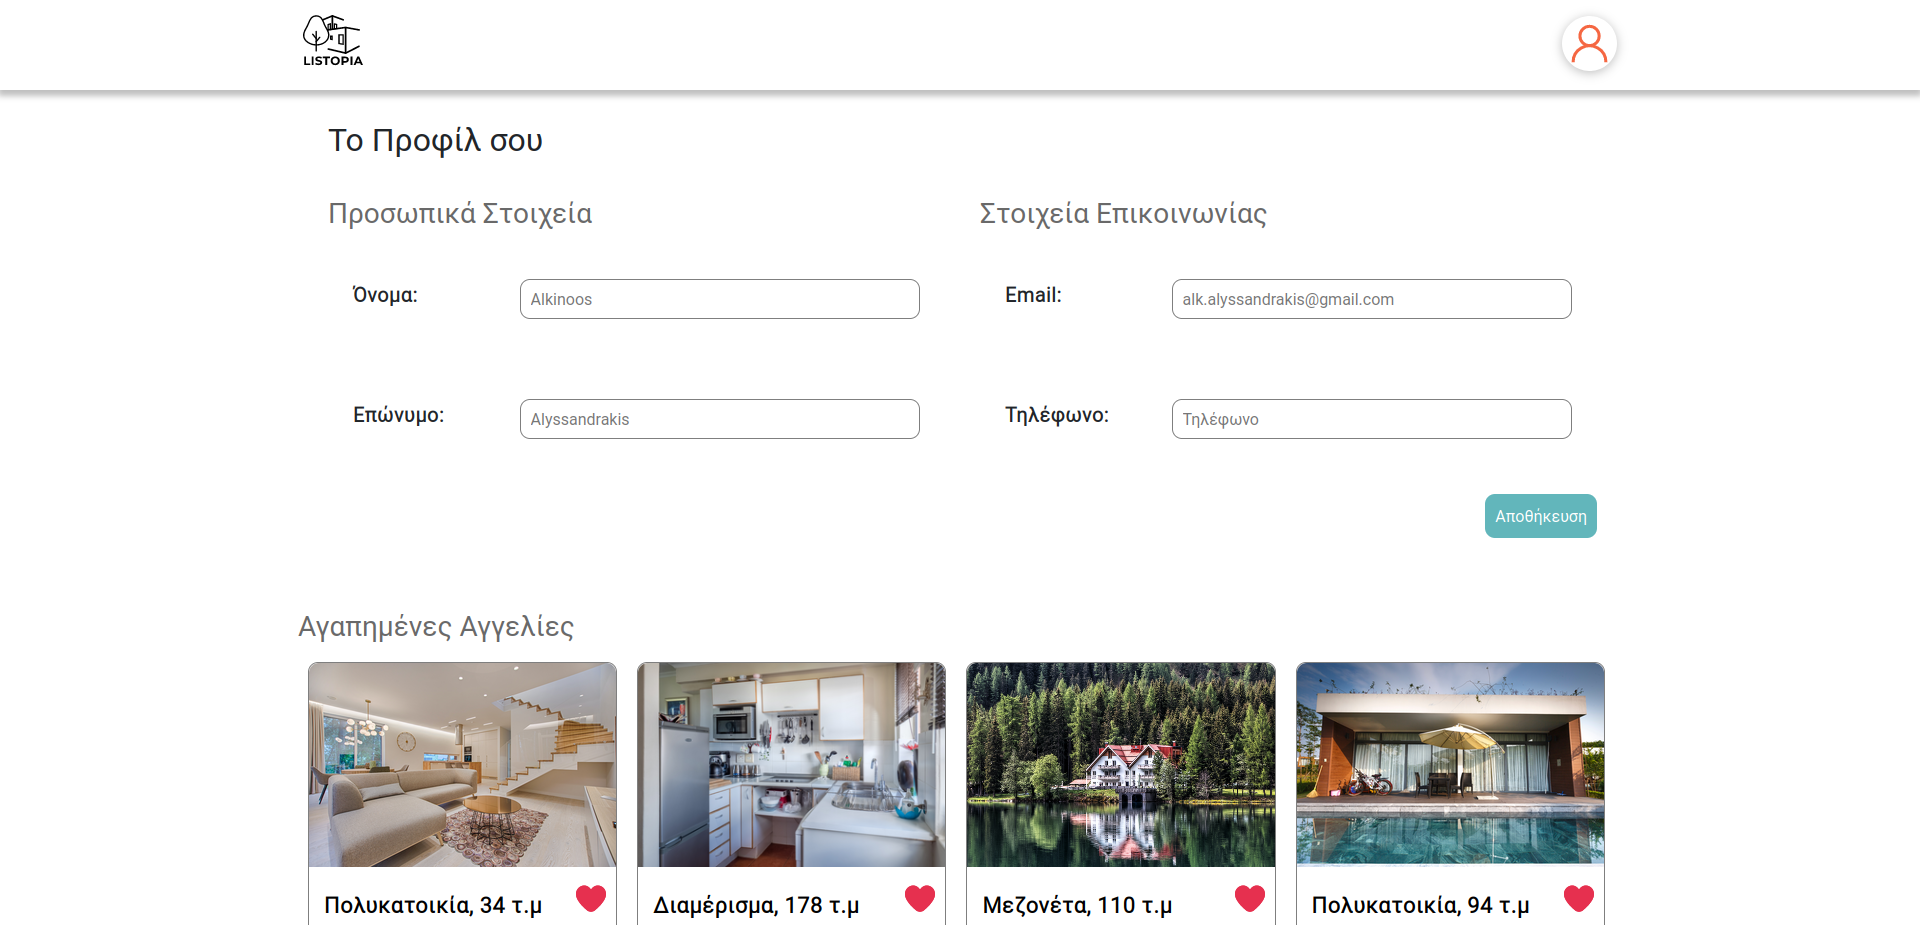 LISTOPIA
Το Προφίλ σου
Προσωπικά Στοιχεία
Στοιχεία Επικοινωνίας
Όνομα:
Alkinoos
Email:
alk.alyssandrakis@gmail.com
Επώνυμο:
Alyssandrakis
Τηλέφωνο:
Τηλέφωνο
Αποθήκευση
Αγαπημένες Αγγελίες
Πολυκατοικία, 34 τ.μ
Διαμέρισμα, 178 τ.μ
Μεζονέτα, 110 τ.μ
Πολυκατοικία, 94 τ.μ